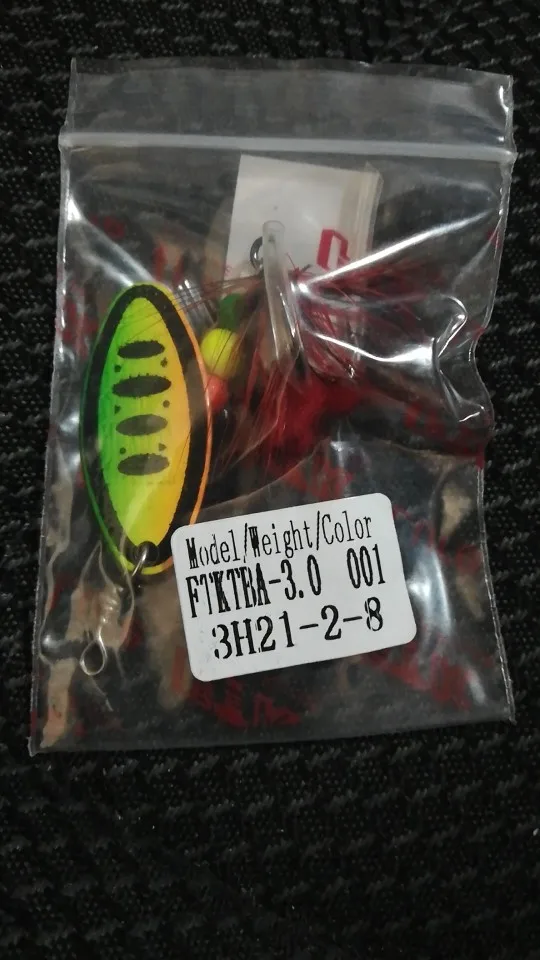 Model/Weight/Color
FTKTBA-3.0 001
3H21-2-8